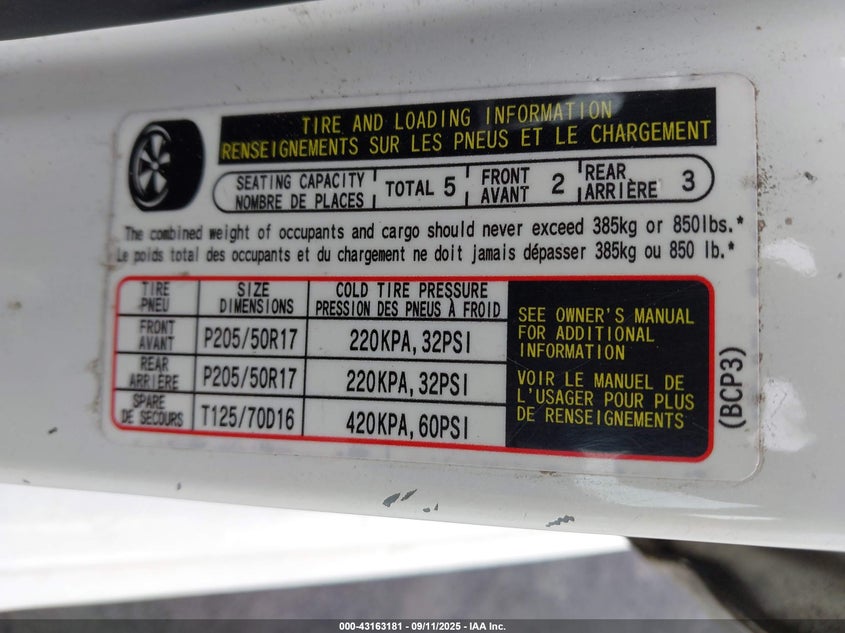 TIRE AND LOADING INFORMATION
RENSEIGNEMENTS SUR LES PNEUS ET LE CHARGEMENT
SEATING CAPACITY
NOMBRE DE PLACES
TOTAL 5
FRONT
AVANT 2
REAR
ARRIÈRE 3
The combined weight of occupants and cargo should never exceed 385kg or 850lbs.*
Le poids total des occupants et du chargement ne doit jamais dépasser 385kg ou 850 lb.*
TIRE
PNEU
SIZE
DIMENSIONS
COLD TIRE PRESSURE
PRESSION DES PNEUS À FROID
FRONT
AVANT
P205/50R17
220KPA, 32PSI
REAR
ARRIÈRE
P205/50R17
220KPA, 32PSI
SPARE
DE SECOURS
T125/70D16
420KPA, 60PSI
SEE OWNER'S MANUAL
FOR ADDITIONAL
INFORMATION
VOIR LE MANUEL DE
L'USAGER POUR PLUS
DE RENSEIGNEMENTS
(BCP3)
000-43163181 - 09/11/2025 - IAA Inc.